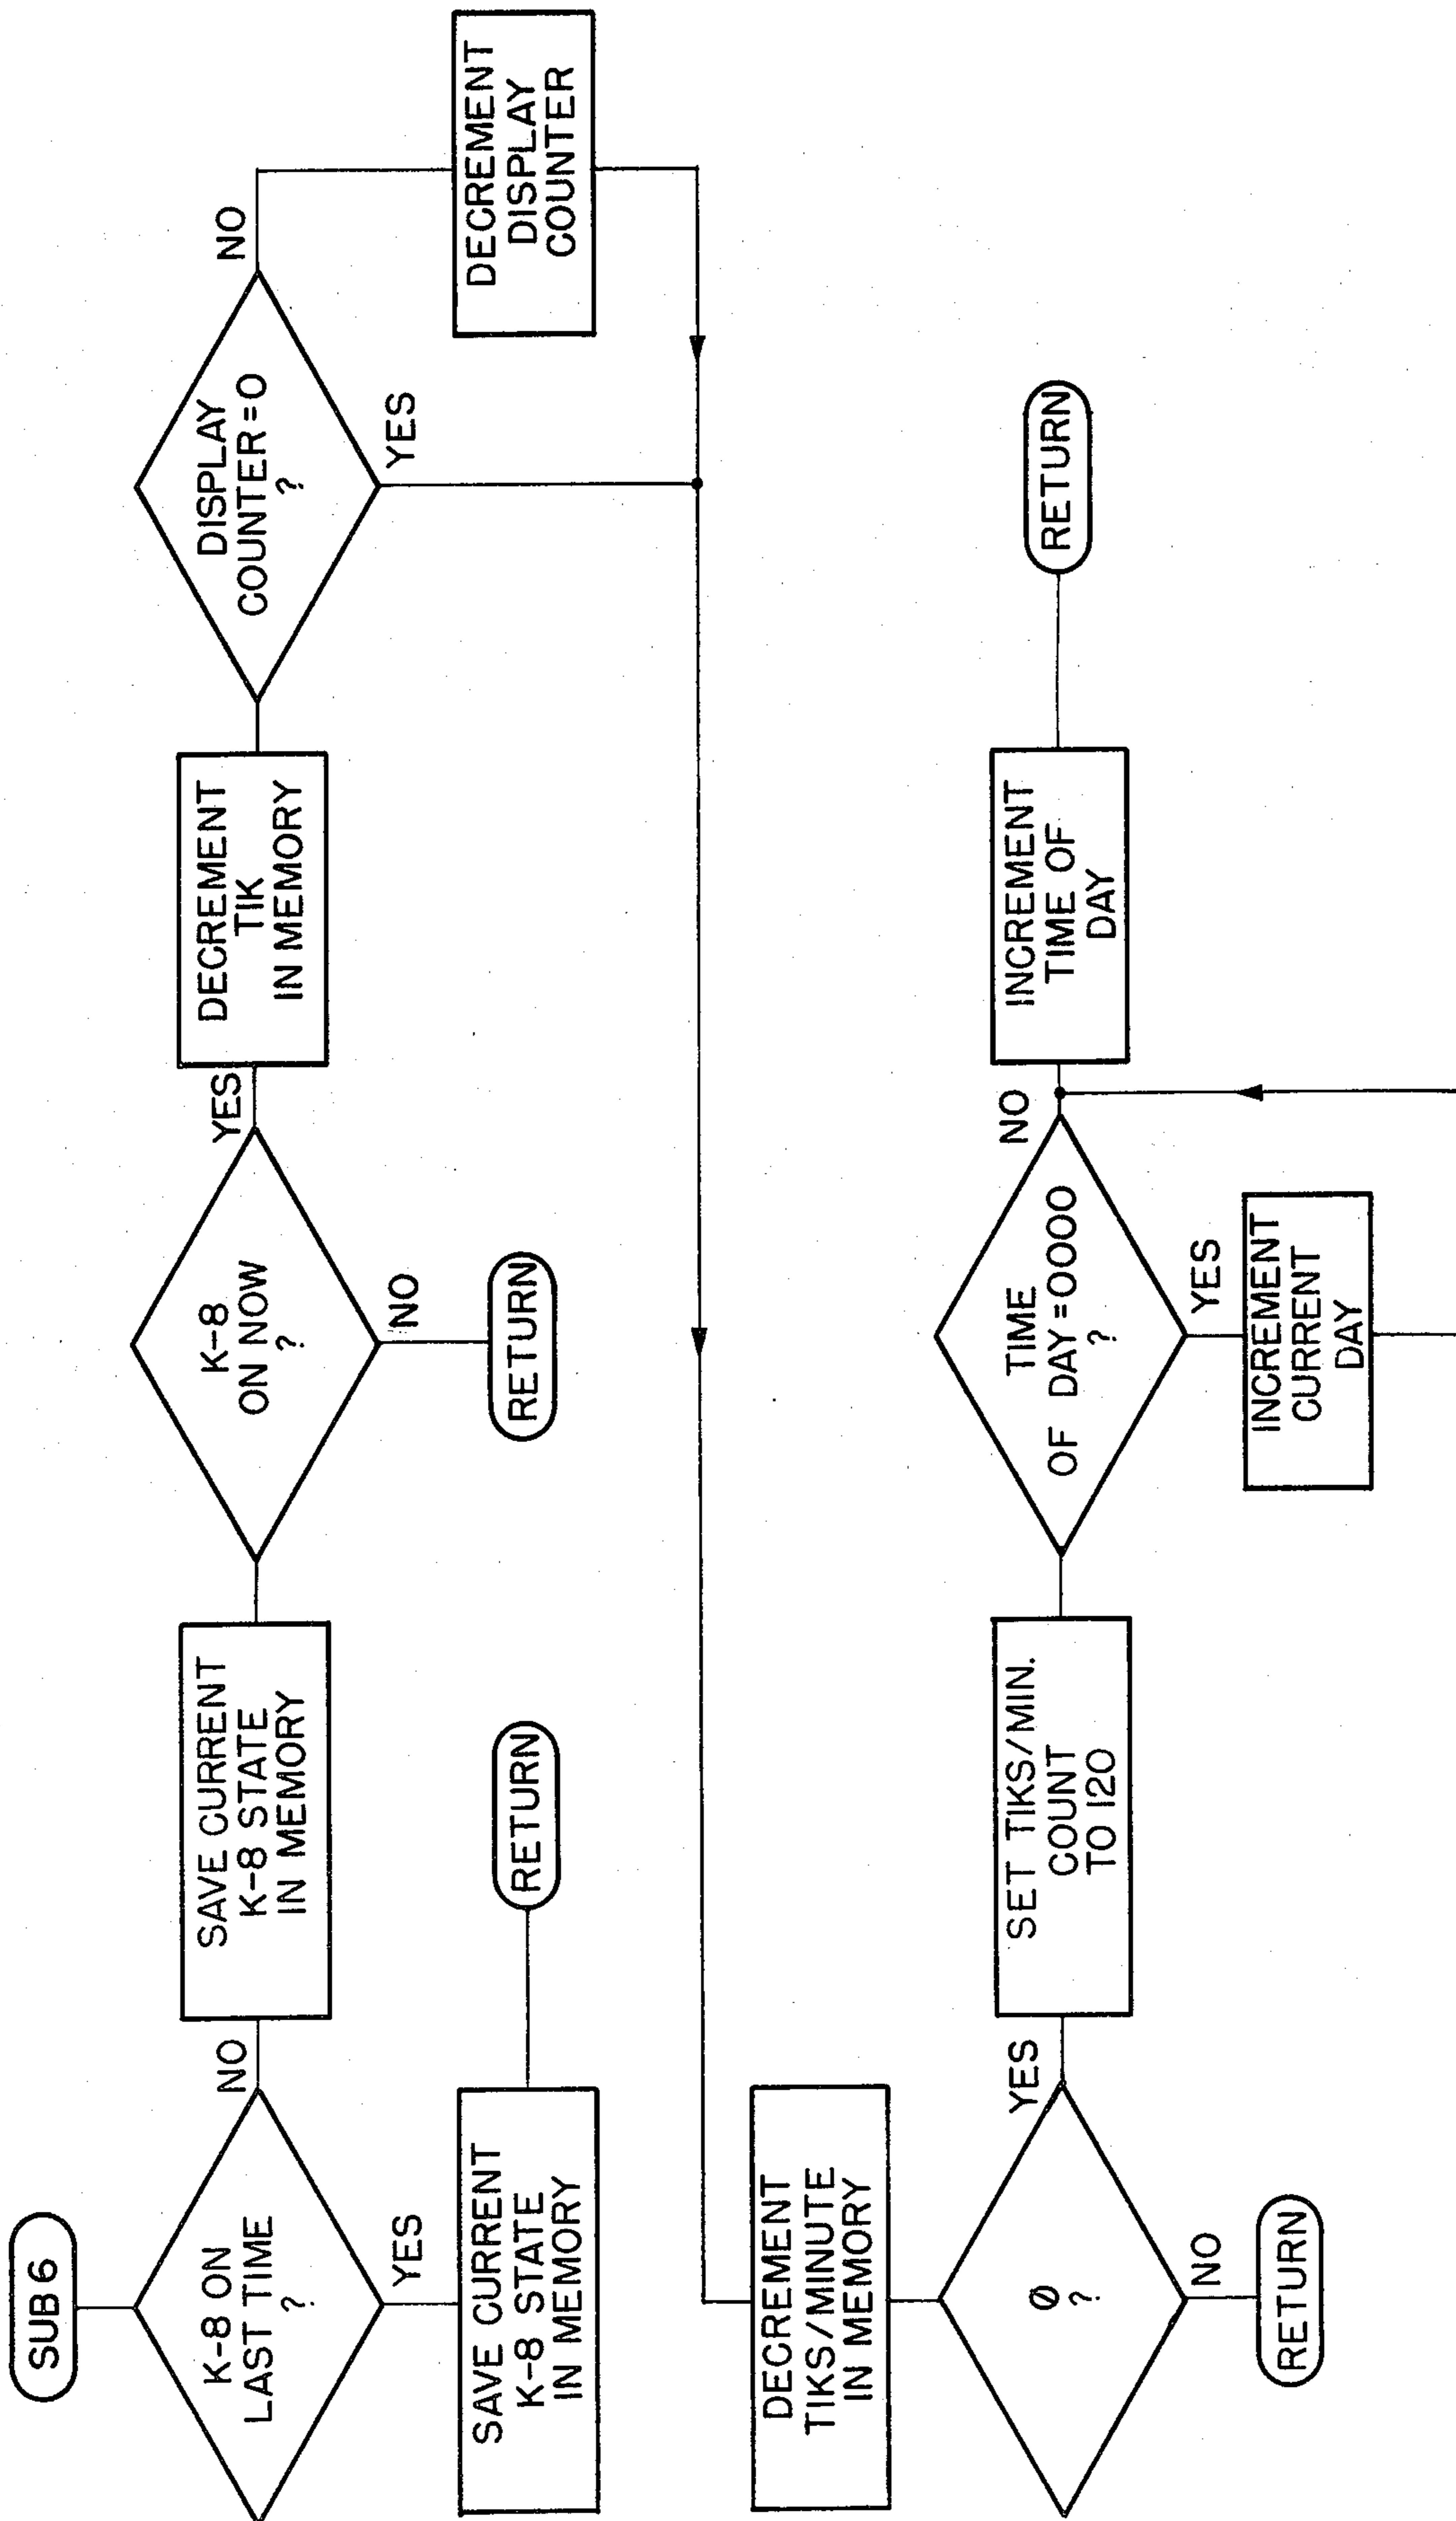 SUB 6
K-8 ON
LAST TIME
?
NO
YES
SAVE CURRENT
K-8 STATE
IN MEMORY
RETURN
SAVE CURRENT
K-8 STATE
IN MEMORY
K-8
ON NOW
?
YES
NO
RETURN
DECREMENT
TIK
IN MEMORY
DISPLAY
COUNTER=0
?
NO
YES
DECREMENT
DISPLAY
COUNTER
DECREMENT
TIKS/MINUTE
IN MEMORY
Ø
?
YES
NO
RETURN
SET TIKS/MIN.
COUNT
TO 120
TIME
OF DAY=0000
?
NO
YES
INCREMENT
CURRENT
DAY
INCREMENT
TIME OF
DAY
RETURN